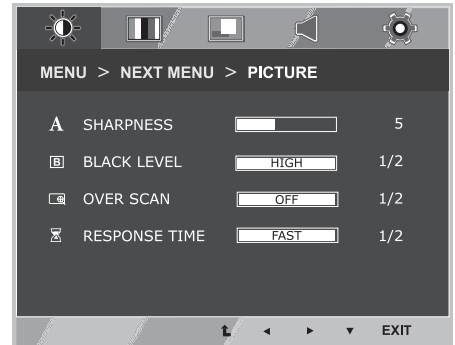 MENU > NEXT MENU > PICTURE
A SHARPNESS 5
B BLACK LEVEL HIGH 1/2
OVER SCAN OFF 1/2
RESPONSE TIME FAST 1/2
EXIT